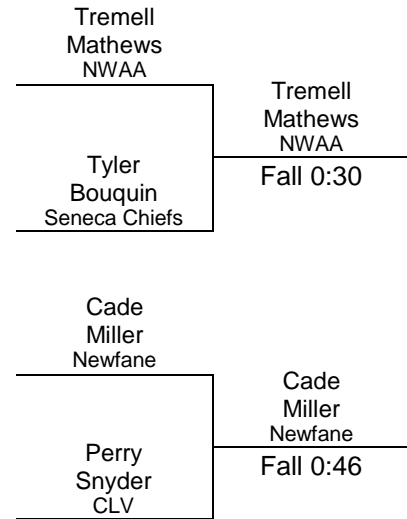 Tremell
Mathews
NWAA
Tyler
Bouquin
Seneca Chiefs
Tremell
Mathews
NWAA
Fall 0:30
Cade
Miller
Newfane
Perry
Snyder
CLV
Cade
Miller
Newfane
Fall 0:46